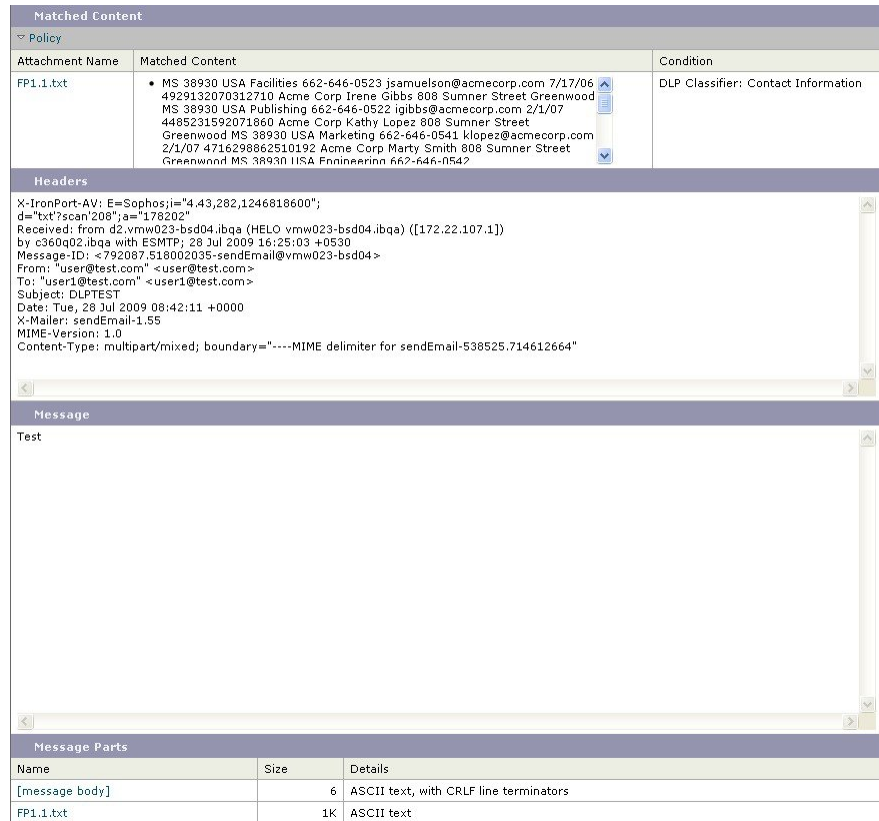 Matched Content
Policy
Attachment Name Matched Content Condition
FP1.1.txt
• MS 38930 USA Facilities 662-646-0523 jsamuelson@acmecorp.com 7/17/06
4929132070312710 Acme Corp Irene Gibbs 808 Sumner Street Greenwood
MS 38930 USA Publishing 662-646-0522 igibbs@acmecorp.com 2/1/07
4485231592071860 Acme Corp Kathy Lopez 808 Sumner Street
Greenwood MS 38930 USA Marketing 662-646-0541 klopez@acmecorp.com
2/1/07 4716298862510192 Acme Corp Marty Smith 808 Sumner Street
Greenwood MS 38930 USA Engineering 662-646-0542
DLP Classifier: Contact Information
Headers
X-IronPort-AV: E=Sophos;i="4.43,282,1246818600";
d="txt'?scan'208";a="178202"
Received: from d2.vmw023-bsd04.ibqa (HELO vmw023-bsd04.ibqa) ([172.22.107.1])
by c360q02.ibqa with ESMTP; 28 Jul 2009 16:25:03 +0530
Message-ID: <792087.518002035-sendEmail@vmw023-bsd04>
From: "user@test.com" <user@test.com>
To: "user1@test.com" <user1@test.com>
Subject: DLPTEST
Date: Tue, 28 Jul 2009 08:42:11 +0000
X-Mailer: sendEmail-1.55
MIME-Version: 1.0
Content-Type: multipart/mixed; boundary="----MIME delimiter for sendEmail-538525.714612664"
Message
Test
Message Parts
Name Size Details
[message body] 6 ASCII text, with CRLF line terminators
FP1.1.txt 1K ASCII text